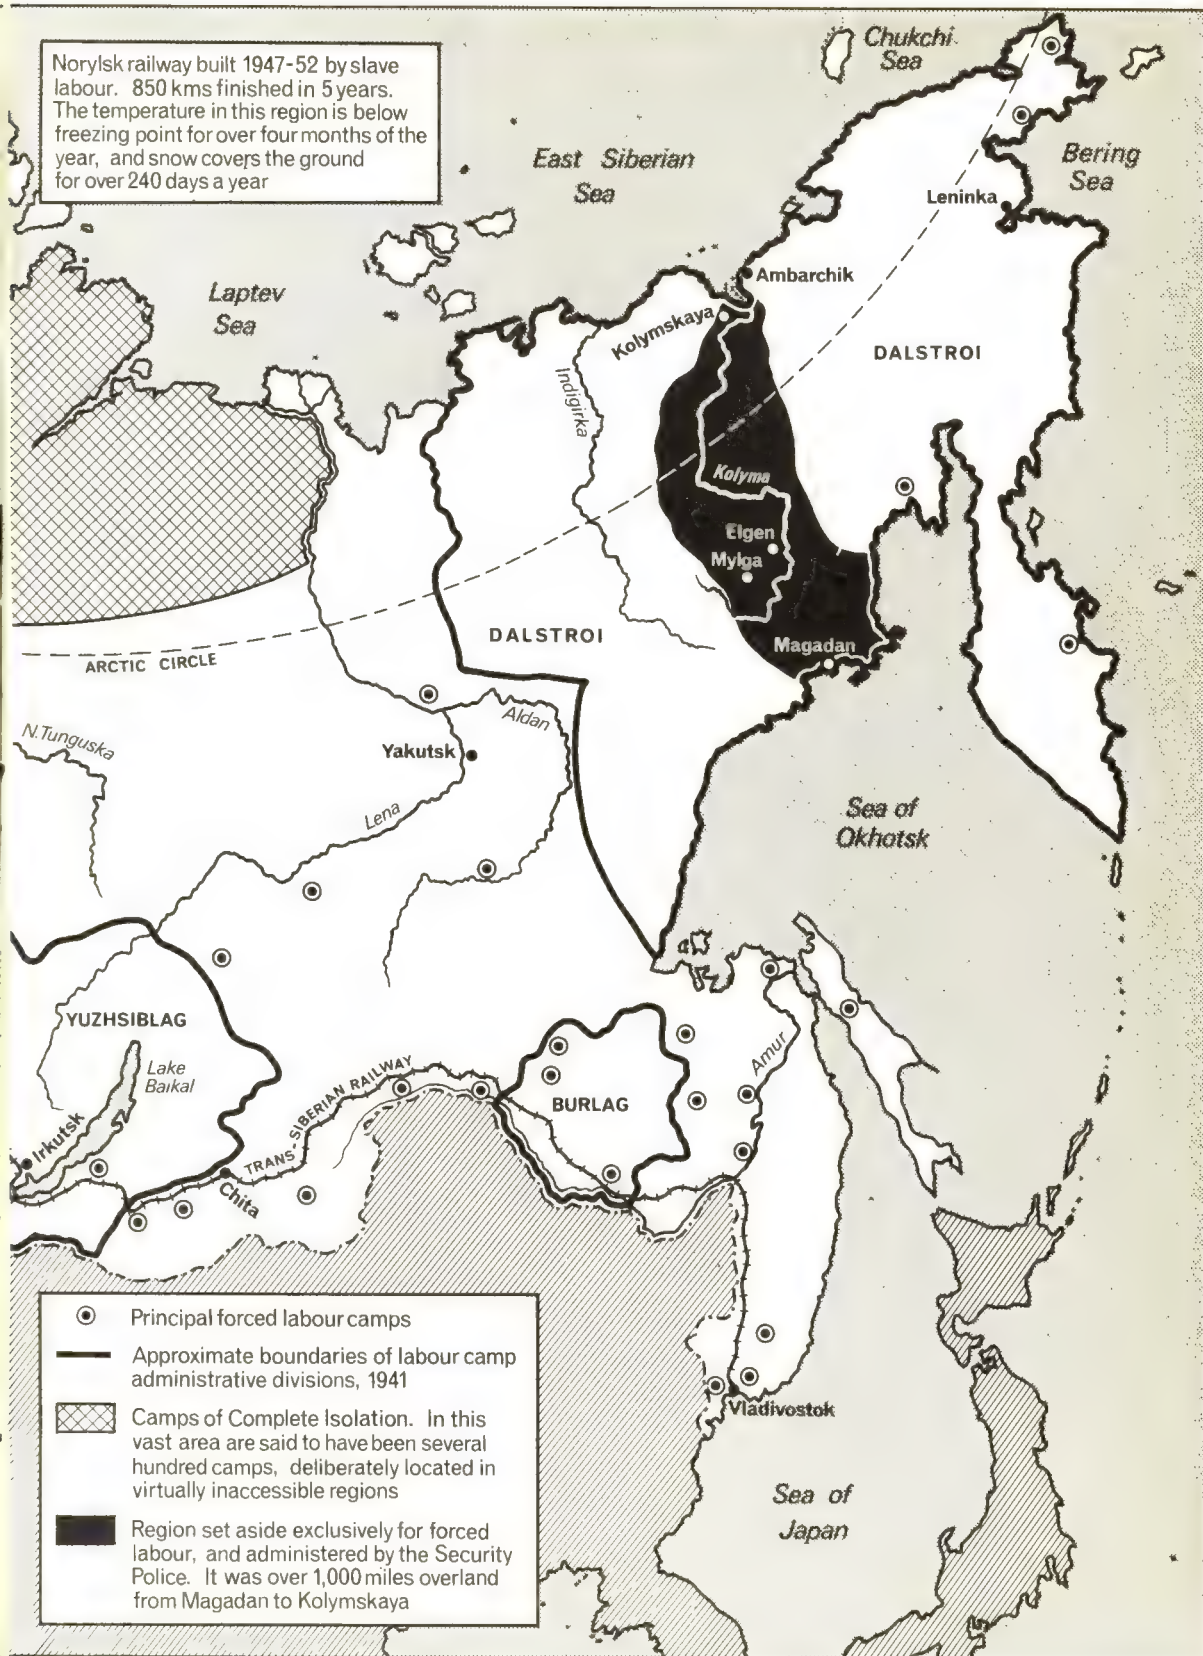 Norylsk railway built 1947-52 by slave
labour. 850 kms finished in 5 years.
The temperature in this region is below
freezing point for over four months of the
year, and snow covers the ground
for over 240 days a year
Chukchi
Sea
East Siberian
Sea
Bering
Sea
Leninka
Laptev
Sea
Ambarchik
Kolymskaya
DALSTROI
Indigirka
Kolyma
Elgen
Mylga
DALSTROI
Magadan
ARCTIC CIRCLE
N.Tunguska
Aldan
Yakutsk
Lena
Sea of
Okhotsk
YUZHSIBLAG
Lake
Baikal
Irkutsk
TRANS-SIBERIAN RAILWAY
Chita
BURLAG
Amur
Principal forced labour camps
Approximate boundaries of labour camp
administrative divisions, 1941
Camps of Complete Isolation. In this
vast area are said to have been several
hundred camps, deliberately located in
virtually inaccessible regions
Region set aside exclusively for forced
labour, and administered by the Security
Police. It was over 1,000 miles overland
from Magadan to Kolymskaya
Vladivostok
Sea of
Japan